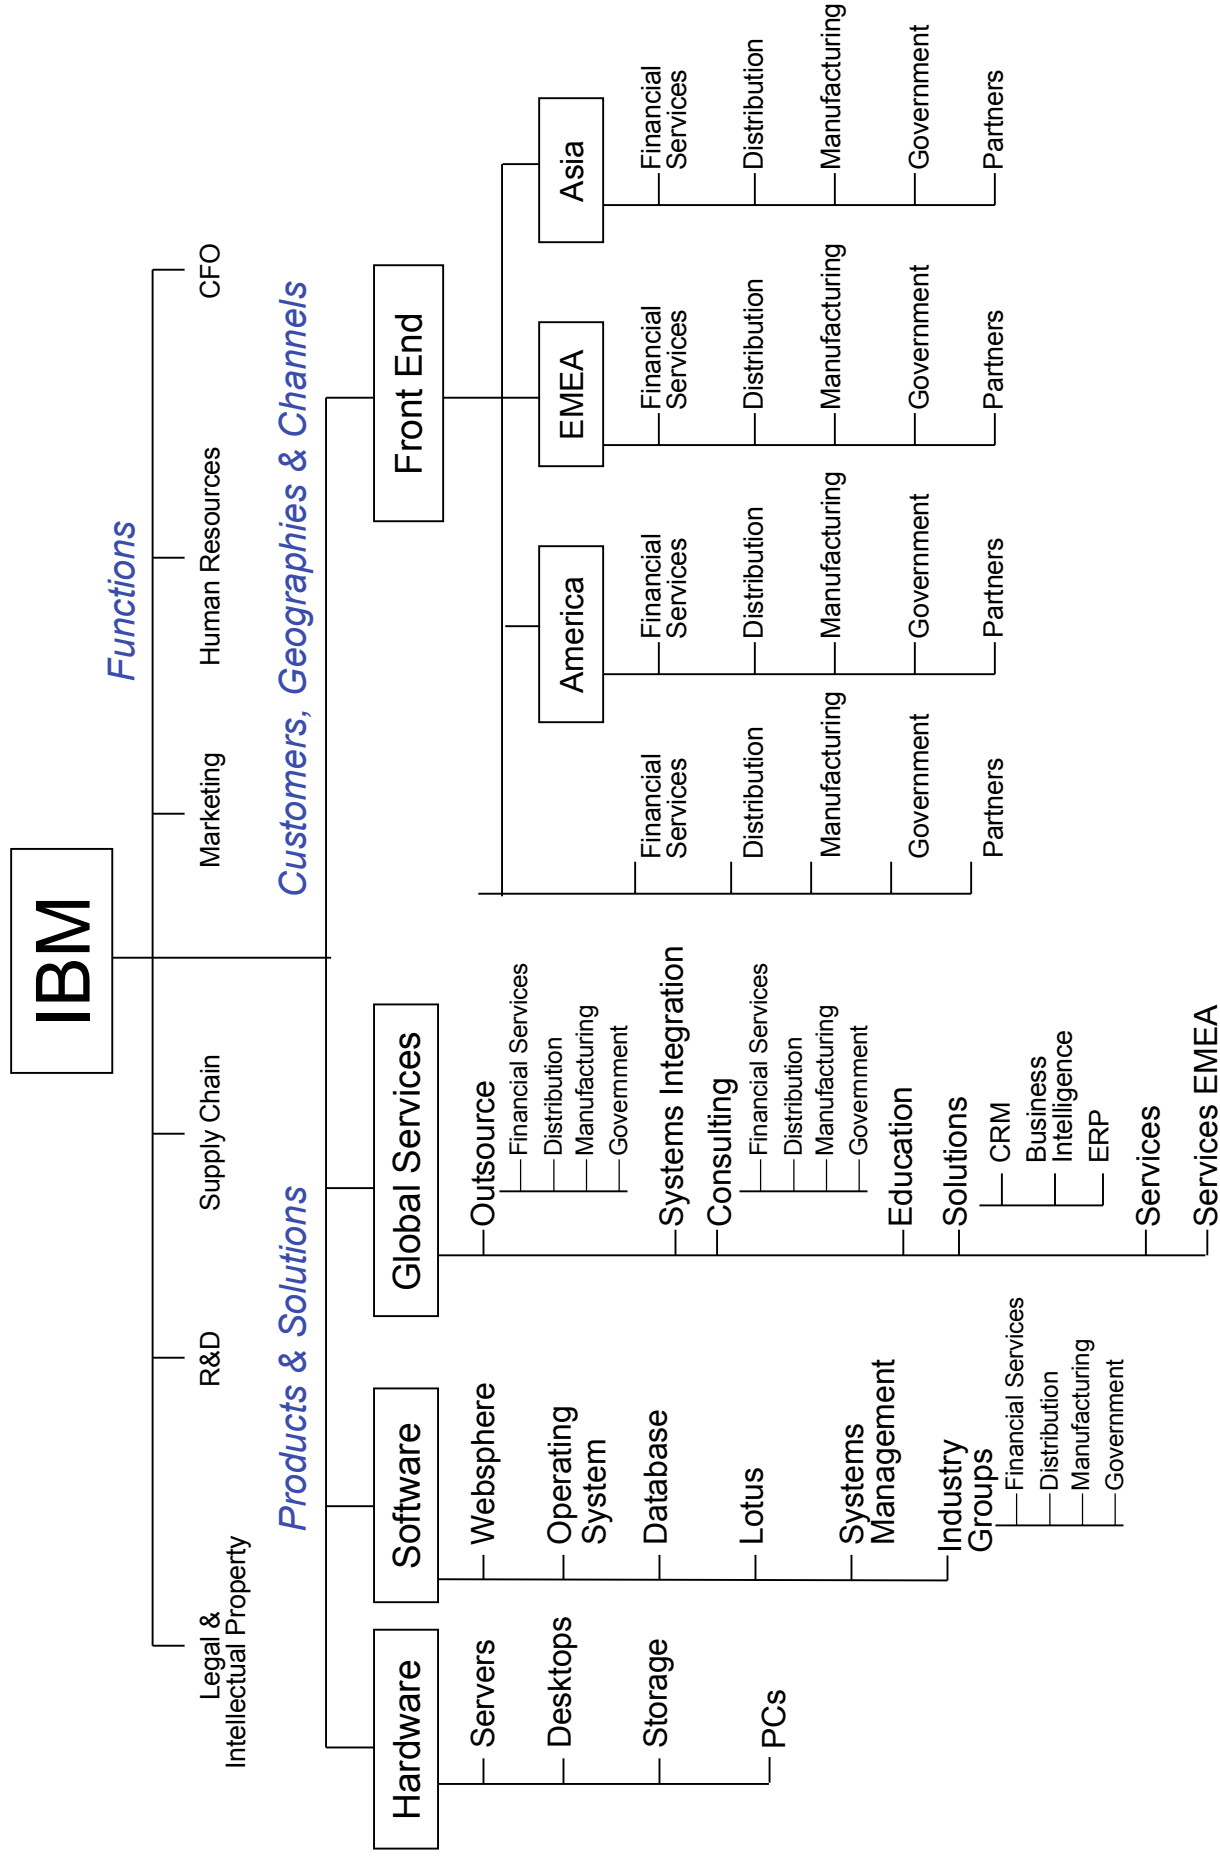 IBM
Functions
Legal &
Intellectual Property
R&D
Supply Chain
Marketing
Human Resources
CFO
Products & Solutions
Customers, Geographies & Channels
Hardware
Servers
Desktops
Storage
PCs
Software
Websphere
Operating
System
Database
Lotus
Systems
Management
Industry
Groups
Financial Services
Distribution
Manufacturing
Government
Global Services
Outsource
Financial Services
Distribution
Manufacturing
Government
Systems Integration
Consulting
Financial Services
Distribution
Manufacturing
Government
Education
Solutions
CRM
Business
Intelligence
ERP
Services
Services EMEA
Front End
Financial
Services
Distribution
Manufacturing
Government
Partners
America
Financial
Services
Distribution
Manufacturing
Government
Partners
EMEA
Financial
Services
Distribution
Manufacturing
Government
Partners
Asia
Financial
Services
Distribution
Manufacturing
Government
Partners